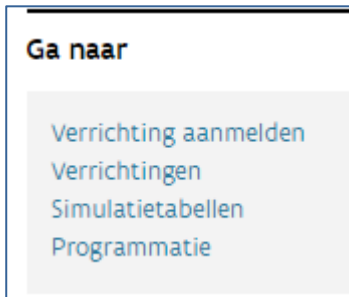 Ga naar
Verrichting aanmelden
Verrichtingen
Simulatietabellen
Programmatie